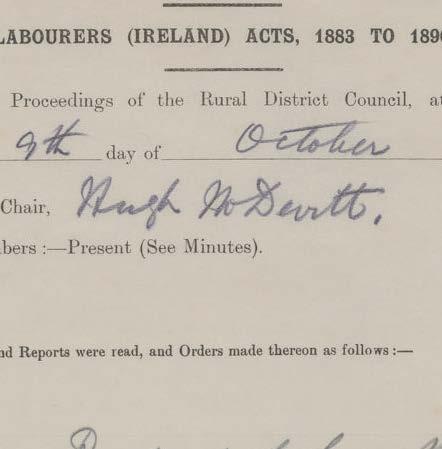 LABOURERS (IRELAND) ACTS, 1883 TO 1896
Proceedings of the Rural District Council, at
9th day of October
Chair, Hugh McDevitt.
bers :—Present (See Minutes).
nd Reports were read, and Orders made thereon as follows :—